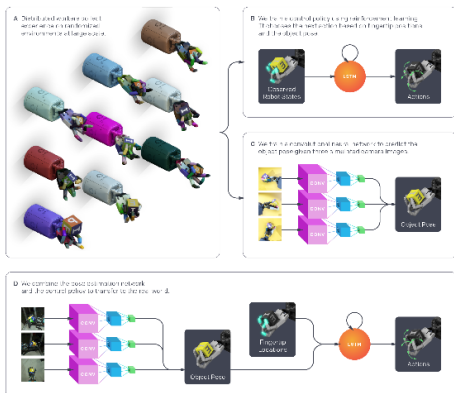 A Distributed workers collect
experience on randomized
environments at large scale.
B We train a control policy using reinforcement learning.
It chooses the next action based on fingertip positions
and the object pose.
Observed
Robot States
LSTM
Actions
C We train a convolutional neural network to predict the
object pose given three simulated camera images.
CONV
CONV
CONV
Object Pose
D We combine the pose estimation network
and the control policy to transfer to the real world.
CONV
CONV
CONV
Object Pose
Fingertip
Locations
LSTM
Actions